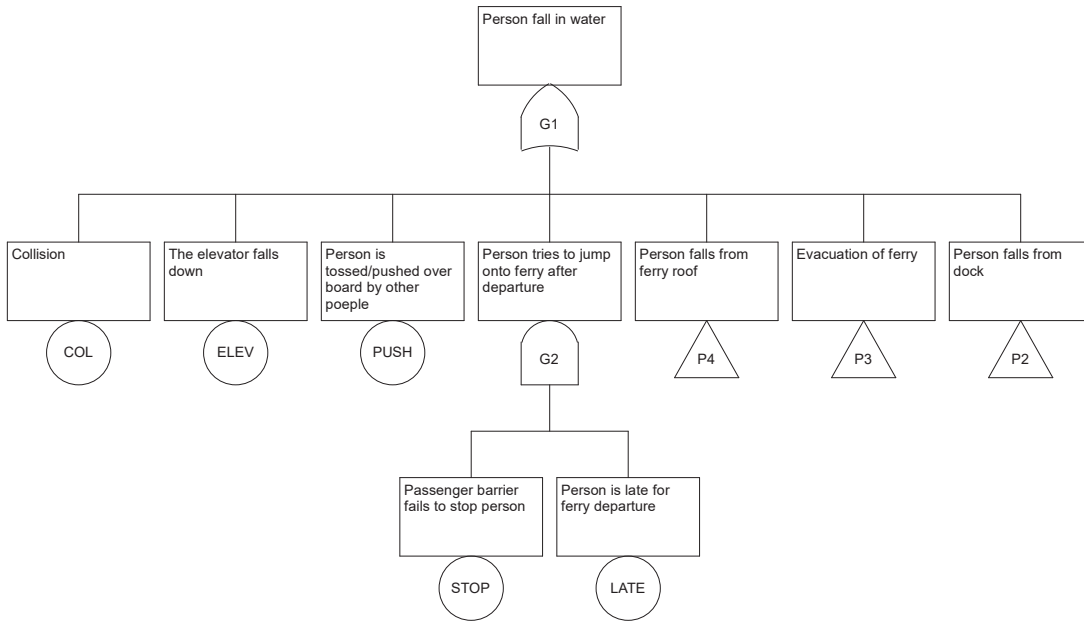 Person fall in water
G1
Collision
The elevator falls
down
Person is
tossed/pushed over
board by other
poeple
Person tries to jump
onto ferry after
departure
Person falls from
ferry roof
Evacuation of ferry
Person falls from
dock
COL
ELEV
PUSH
G2
P4
P3
P2
Passenger barrier
fails to stop person
Person is late for
ferry departure
STOP
LATE